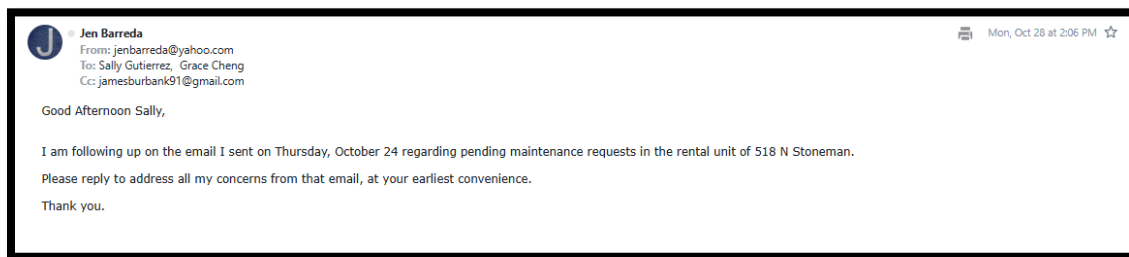 J
Jen Barreda
Mon, Oct 28 at 2:06 PM
From: jenbarreda@yahoo.com
To: Sally Gutierrez, Grace Cheng
Cc: jamesburbank91@gmail.com
Good Afternoon Sally,
I am following up on the email I sent on Thursday, October 24 regarding pending maintenance requests in the rental unit of 518 N Stoneman.
Please reply to address all my concerns from that email, at your earliest convenience.
Thank you.